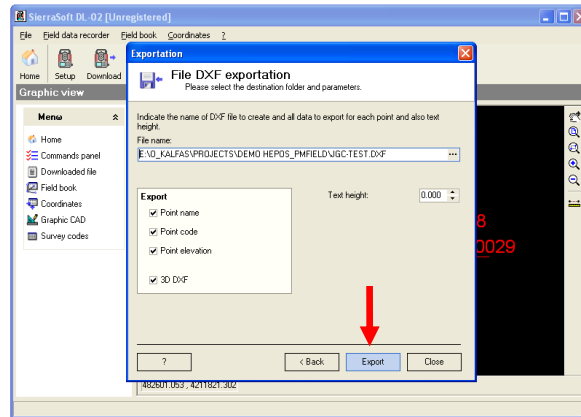 SierraSoft DL-02 [Unregistered]
File Field data recorder Field book Coordinates ?
Home Setup Download
Graphic view
Menu
Home
Commands panel
Downloaded file
Field book
Coordinates
Graphic CAD
Survey codes
Exportation
File DXF exportation
Please select the destination folder and parameters.
Indicate the name of DXF file to create and all data to export for each point and also text
height.
File name:
E:\O_KALFAS\PROJECTS\DEMO HEPOS_PMFIELD\JGC-TEST.DXF ...
Export
Point name
Point code
Point elevation
3D DXF
Text height: 0.000
8
0029
? < Back Export Close
482601.053 , 4211821.302